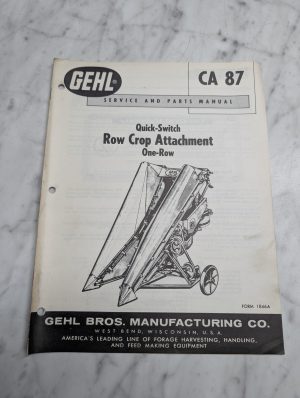 GEHL
CA 87
SERVICE AND PARTS MANUAL
Quick-Switch
Row Crop Attachment
One-Row
FORM 1846A
GEHL BROS. MANUFACTURING CO.
WEST BEND, WISCONSIN, U.S.A.
AMERICA'S LEADING LINE OF FORAGE HARVESTING, HANDLING,
AND FEED MAKING EQUIPMENT